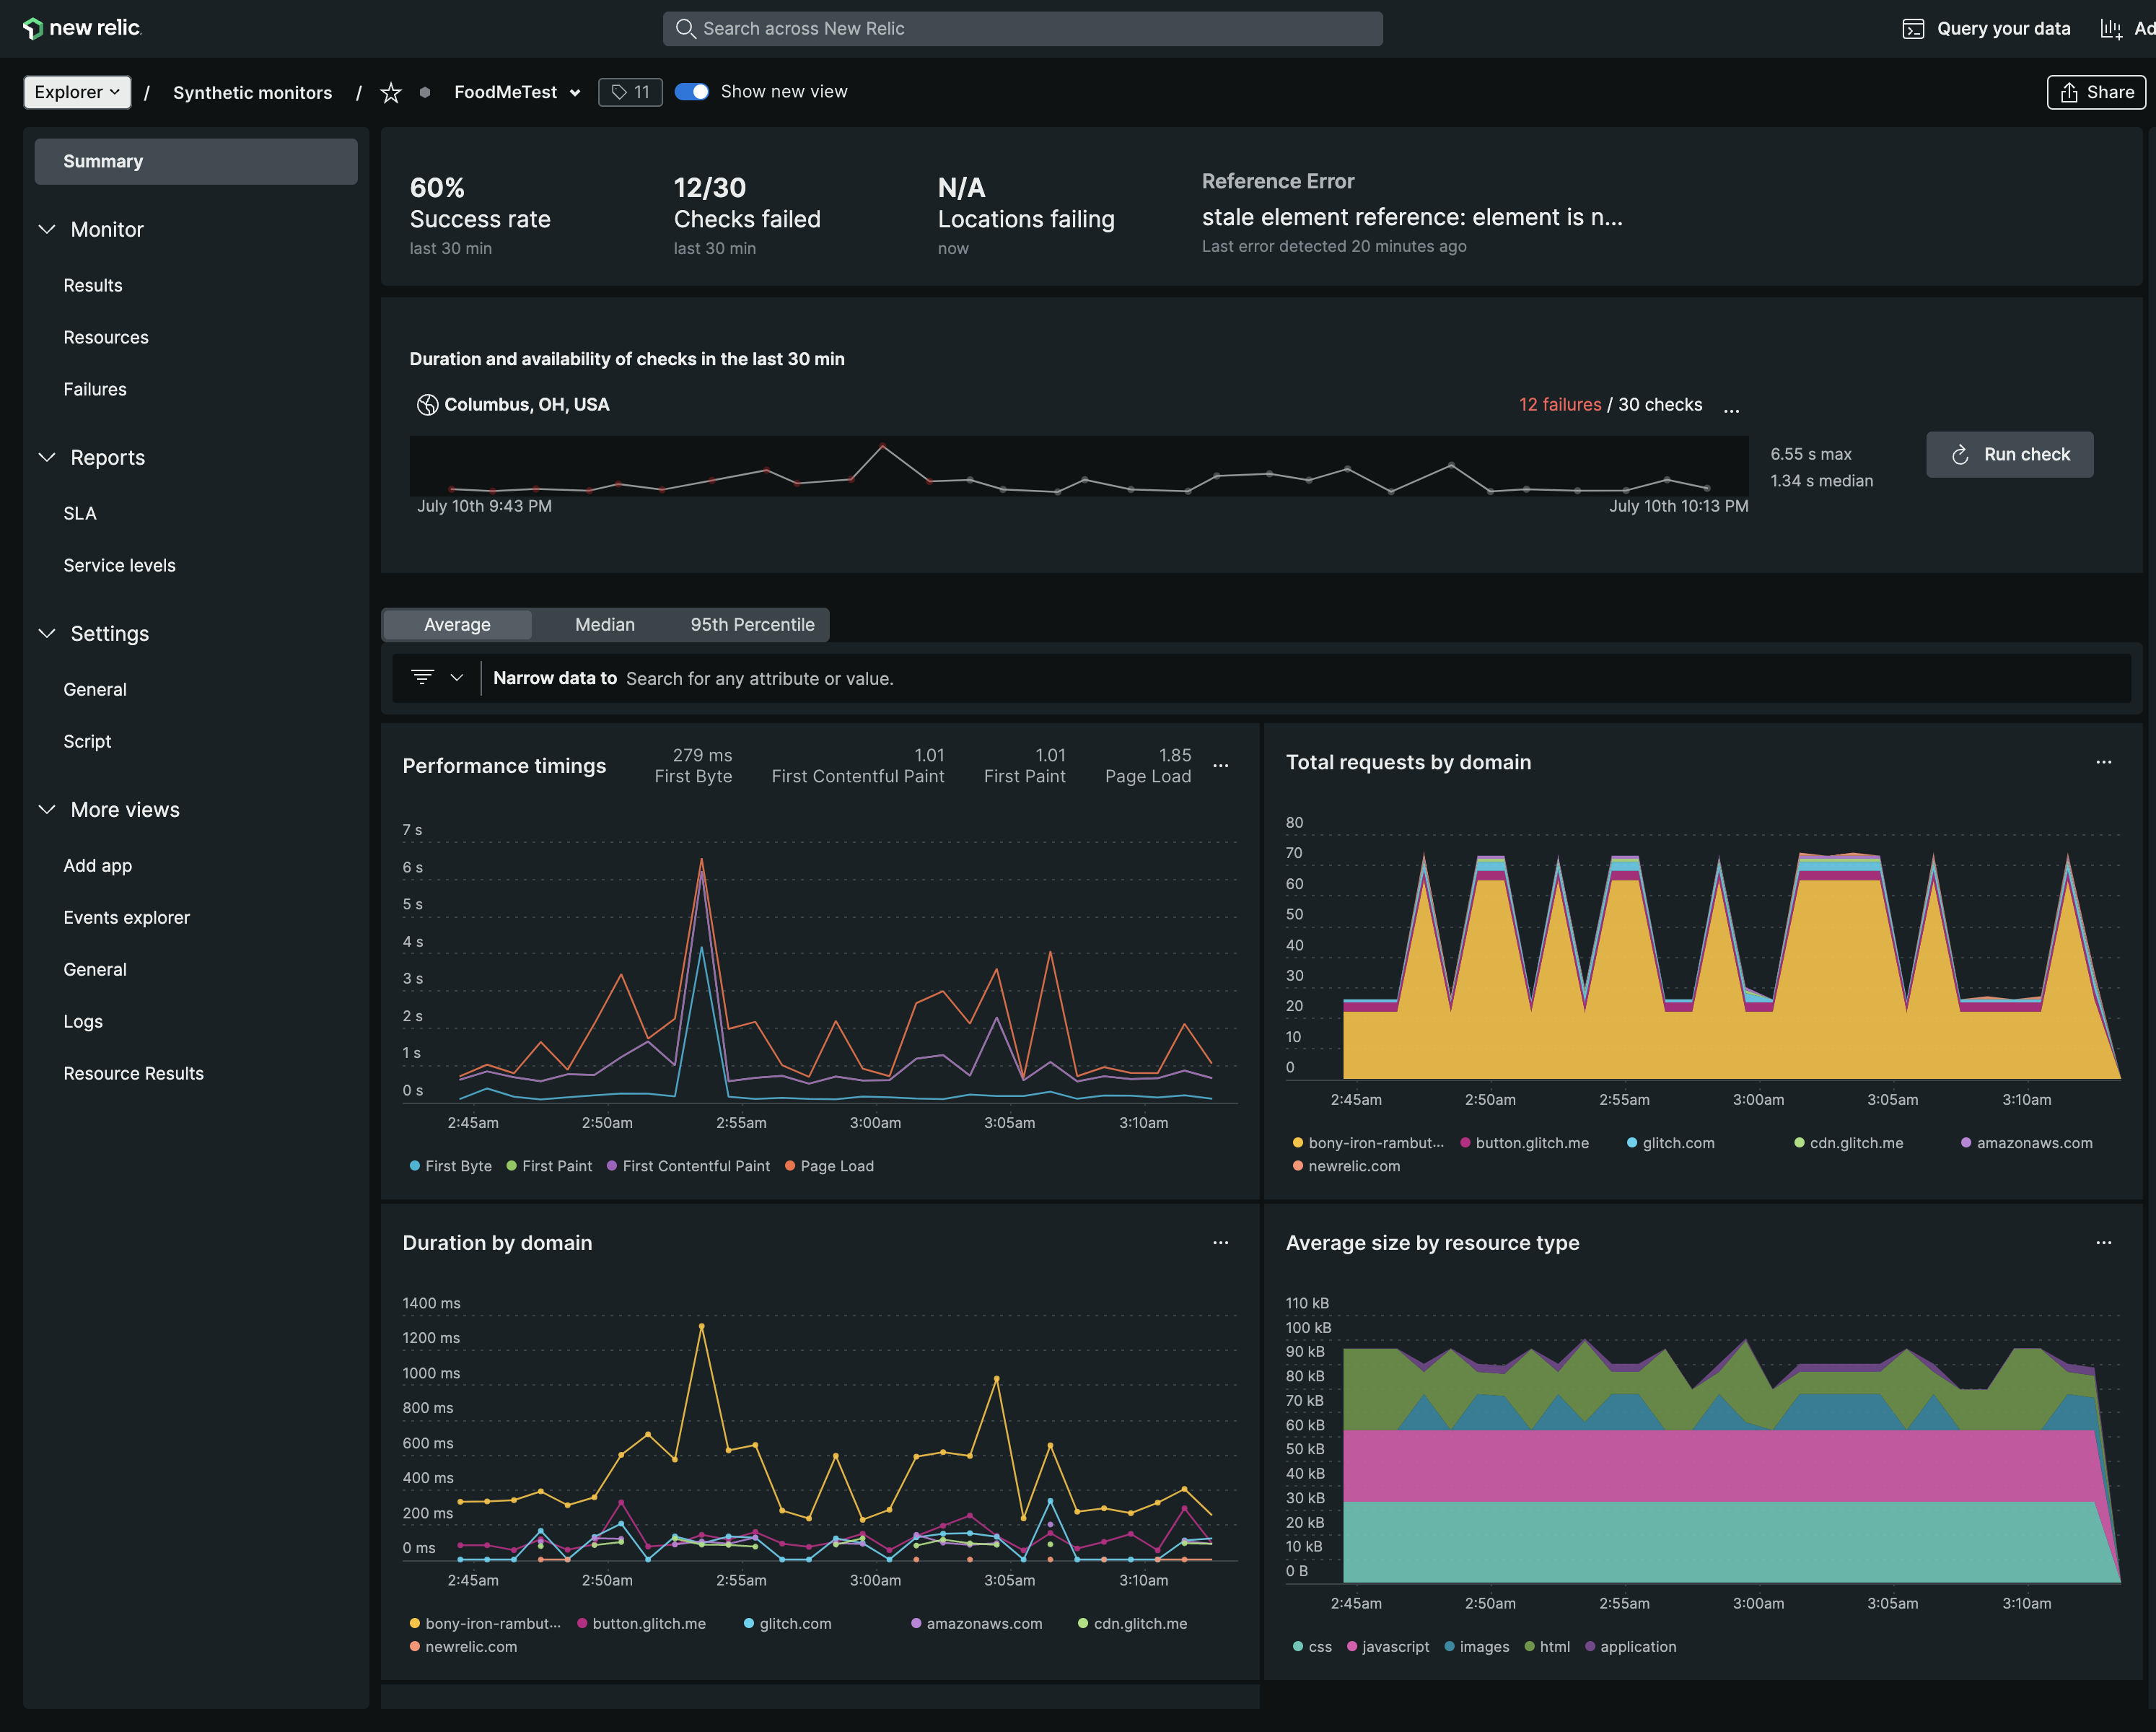 new relic.
Search across New Relic
Query your data
Ad
Explorer / Synthetic monitors / FoodMeTest 11 Show new view
Share
Summary
Monitor
Results
Resources
Failures
Reports
SLA
Service levels
Settings
General
Script
More views
Add app
Events explorer
General
Logs
Resource Results
60%
Success rate
last 30 min
12/30
Checks failed
last 30 min
N/A
Locations failing
now
Reference Error
stale element reference: element is n...
Last error detected 20 minutes ago
Duration and availability of checks in the last 30 min
Columbus, OH, USA
12 failures / 30 checks ...
6.55 s max
1.34 s median
Run check
July 10th 9:43 PM
July 10th 10:13 PM
Average Median 95th Percentile
Narrow data to Search for any attribute or value.
Performance timings
279 ms
First Byte
1.01
First Contentful Paint
1.01
First Paint
1.85
Page Load
...
7 s
6 s
5 s
4 s
3 s
2 s
1 s
0 s
2:45am 2:50am 2:55am 3:00am 3:05am 3:10am
First Byte First Paint First Contentful Paint Page Load
Total requests by domain
...
80
70
60
50
40
30
20
10
0
2:45am 2:50am 2:55am 3:00am 3:05am 3:10am
bony-iron-rambut... button.glitch.me glitch.com cdn.glitch.me amazonaws.com
newrelic.com
Duration by domain
...
1400 ms
1200 ms
1000 ms
800 ms
600 ms
400 ms
200 ms
0 ms
2:45am 2:50am 2:55am 3:00am 3:05am 3:10am
bony-iron-rambut... button.glitch.me glitch.com amazonaws.com cdn.glitch.me
newrelic.com
Average size by resource type
...
110 kB
100 kB
90 kB
80 kB
70 kB
60 kB
50 kB
40 kB
30 kB
20 kB
10 kB
0 B
2:45am 2:50am 2:55am 3:00am 3:05am 3:10am
css javascript images html application